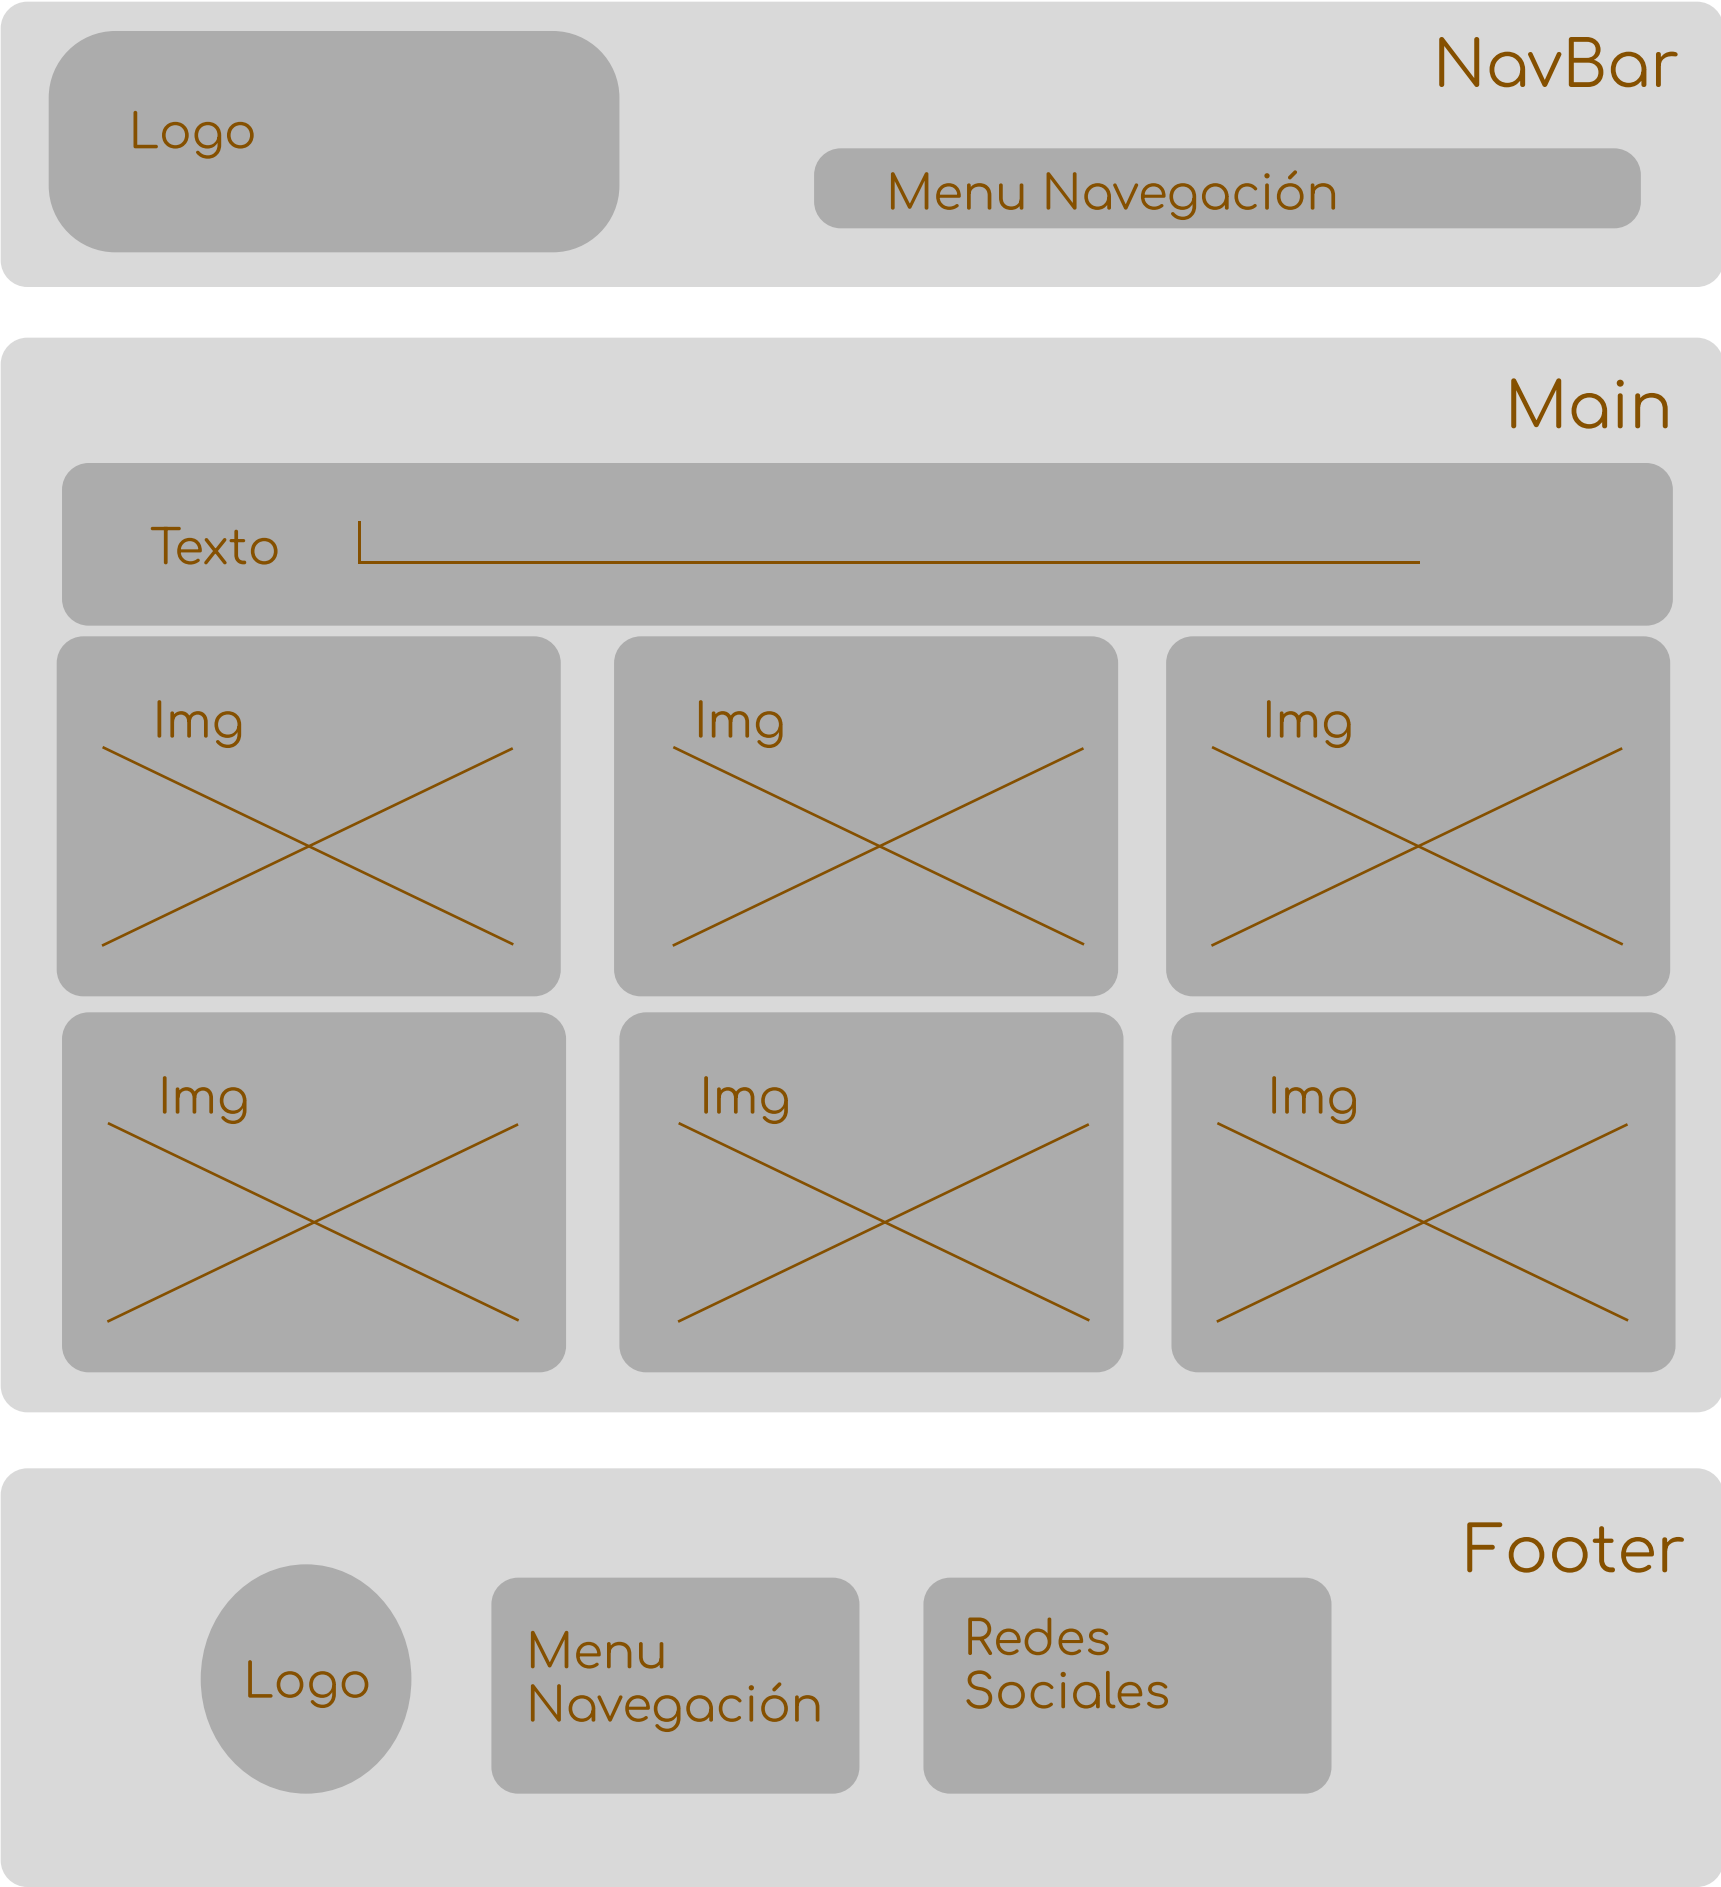 NavBar
Logo
Menu Navegación
Main
Texto
Img
Img
Img
Img
Img
Img
Footer
Logo
Menu
Navegación
Redes
Sociales